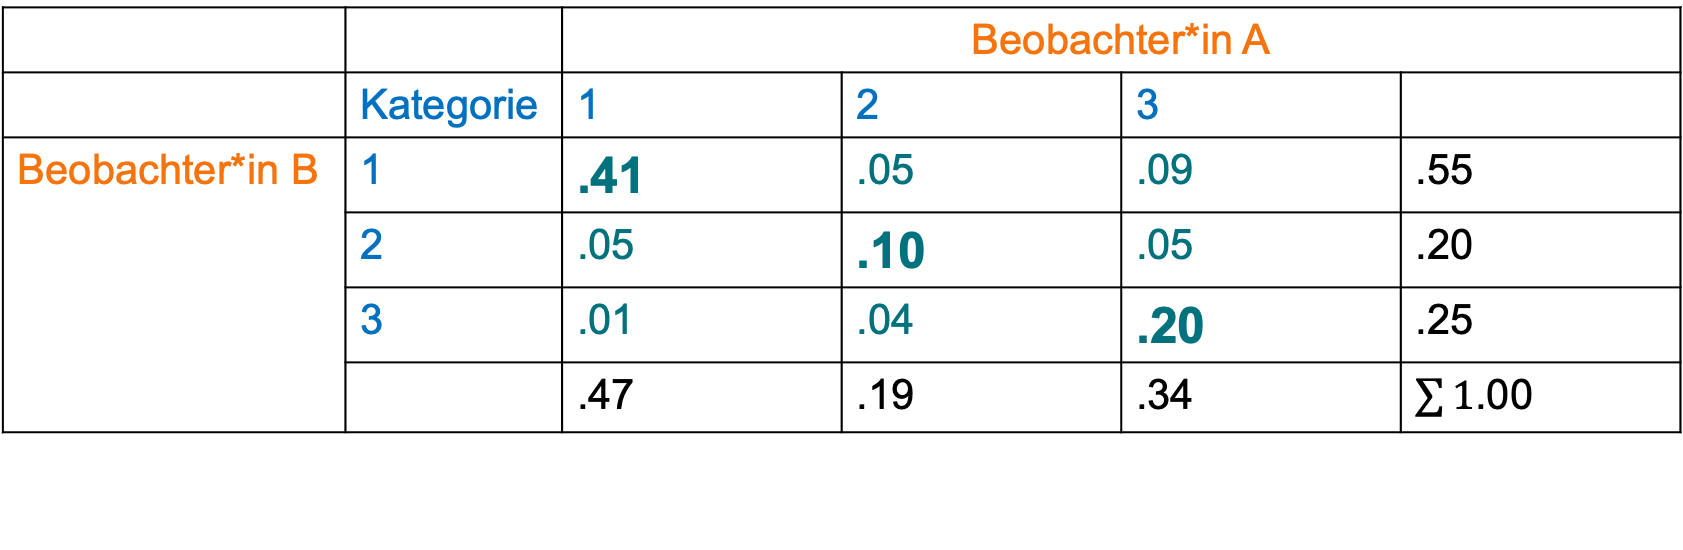 Beobachter*in A
Kategorie 1 2 3
Beobachter*in B 1 .41 .05 .09 .55
2 .05 .10 .05 .20
3 .01 .04 .20 .25
.47 .19 .34 ∑ 1.00